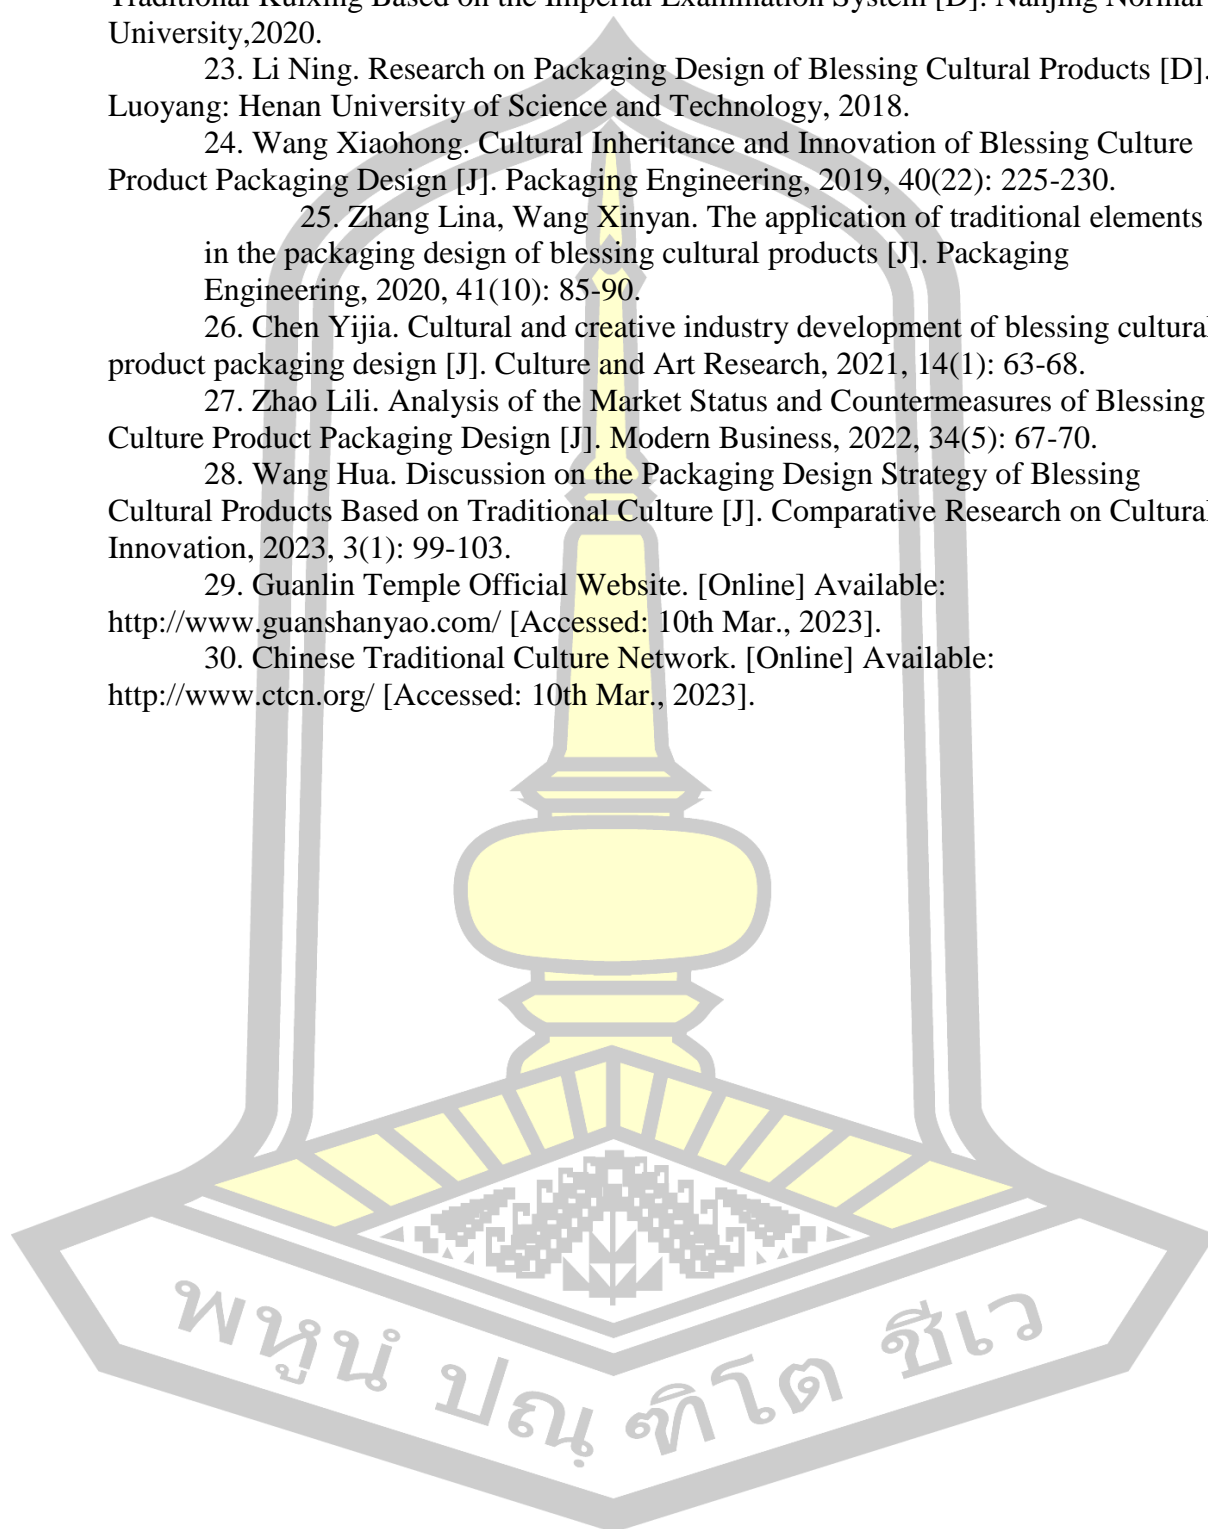 Traditional Kuixing Based on the Imperial Examination System [D]. Nanjing Normal
University,2020.
23. Li Ning. Research on Packaging Design of Blessing Cultural Products [D].
Luoyang: Henan University of Science and Technology, 2018.
24. Wang Xiaohong. Cultural Inheritance and Innovation of Blessing Culture
Product Packaging Design [J]. Packaging Engineering, 2019, 40(22): 225-230.
25. Zhang Lina, Wang Xinyan. The application of traditional elements
in the packaging design of blessing cultural products [J]. Packaging
Engineering, 2020, 41(10): 85-90.
26. Chen Yijia. Cultural and creative industry development of blessing cultural
product packaging design [J]. Culture and Art Research, 2021, 14(1): 63-68.
27. Zhao Lili. Analysis of the Market Status and Countermeasures of Blessing
Culture Product Packaging Design [J]. Modern Business, 2022, 34(5): 67-70.
28. Wang Hua. Discussion on the Packaging Design Strategy of Blessing
Cultural Products Based on Traditional Culture [J]. Comparative Research on Cultural
Innovation, 2023, 3(1): 99-103.
29. Guanlin Temple Official Website. [Online] Available:
http://www.guanshanyao.com/ [Accessed: 10th Mar., 2023].
30. Chinese Traditional Culture Network. [Online] Available:
http://www.ctcn.org/ [Accessed: 10th Mar., 2023].
พหูนํ ปณฺฑิโต ชีเว